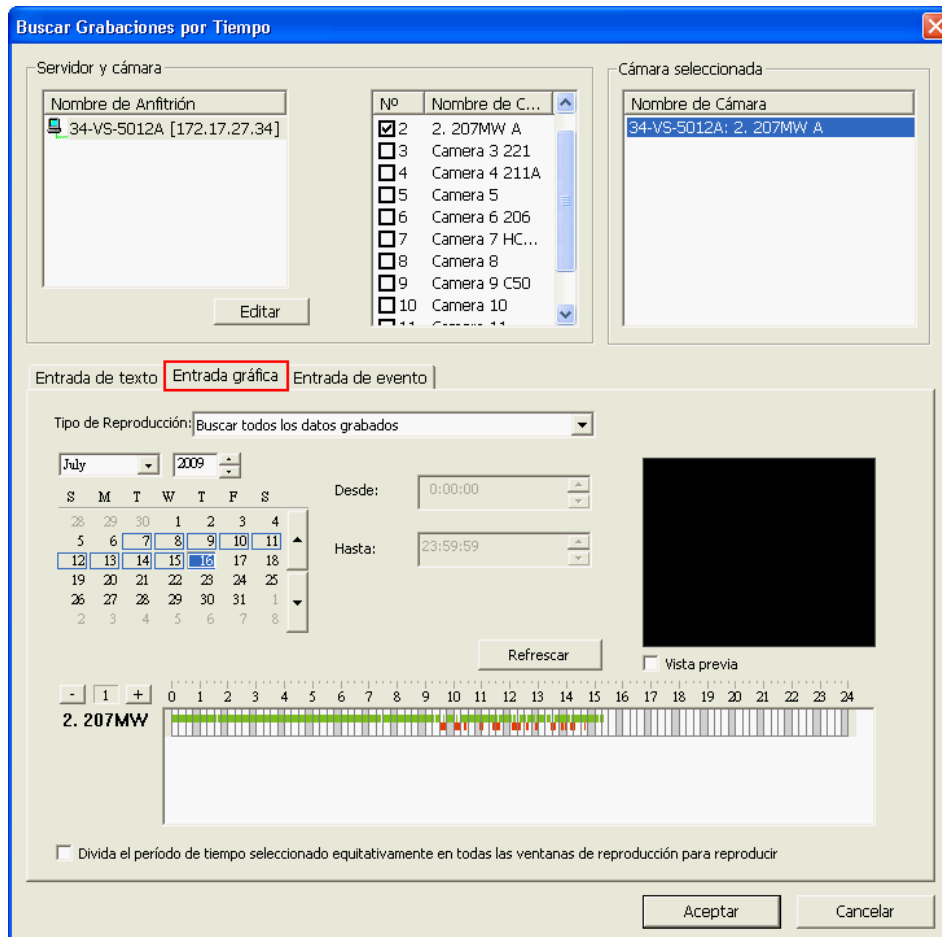 Buscar Grabaciones por Tiempo
Servidor y cámara
Nombre de Anfitrión
34-VS-5012A [172.17.27.34]
Editar
Nº Nombre de C...
2 2. 207MW A
3 Camera 3 221
4 Camera 4 211A
5 Camera 5
6 Camera 6 206
7 Camera 7 HC...
8 Camera 8
9 Camera 9 C50
10 Camera 10
11 Camera 11
Cámara seleccionada
Nombre de Cámara
34-VS-5012A: 2. 207MW A
Entrada de texto Entrada gráfica Entrada de evento
Tipo de Reproducción: Buscar todos los datos grabados
July 2009
S M T W T F S
28 29 30 1 2 3 4
5 6 7 8 9 10 11
12 13 14 15 16 17 18
19 20 21 22 23 24 25
26 27 28 29 30 31 1
2 3 4 5 6 7 8
Desde: 0:00:00
Hasta: 23:59:59
Refrescar
Vista previa
- 1 + 0 1 2 3 4 5 6 7 8 9 10 11 12 13 14 15 16 17 18 19 20 21 22 23 24
2. 207MW
Divida el período de tiempo seleccionado equitativamente en todas las ventanas de reproducción para reproducir
Aceptar Cancelar